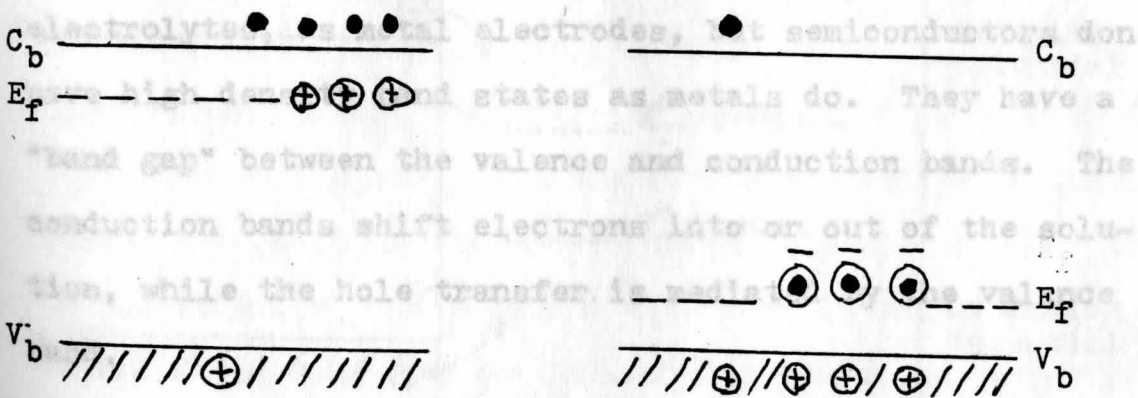 electrolytes, as metal alectrodes, but semiconductors don
C_b C_b
E_f high states as metals do. They have a
"band gap" between the valence and conduction bands. The
conduction bands shift electrons into or out of the solu-
tion, while the hole transfer is mediated by the valence
E_f
V_b V_b